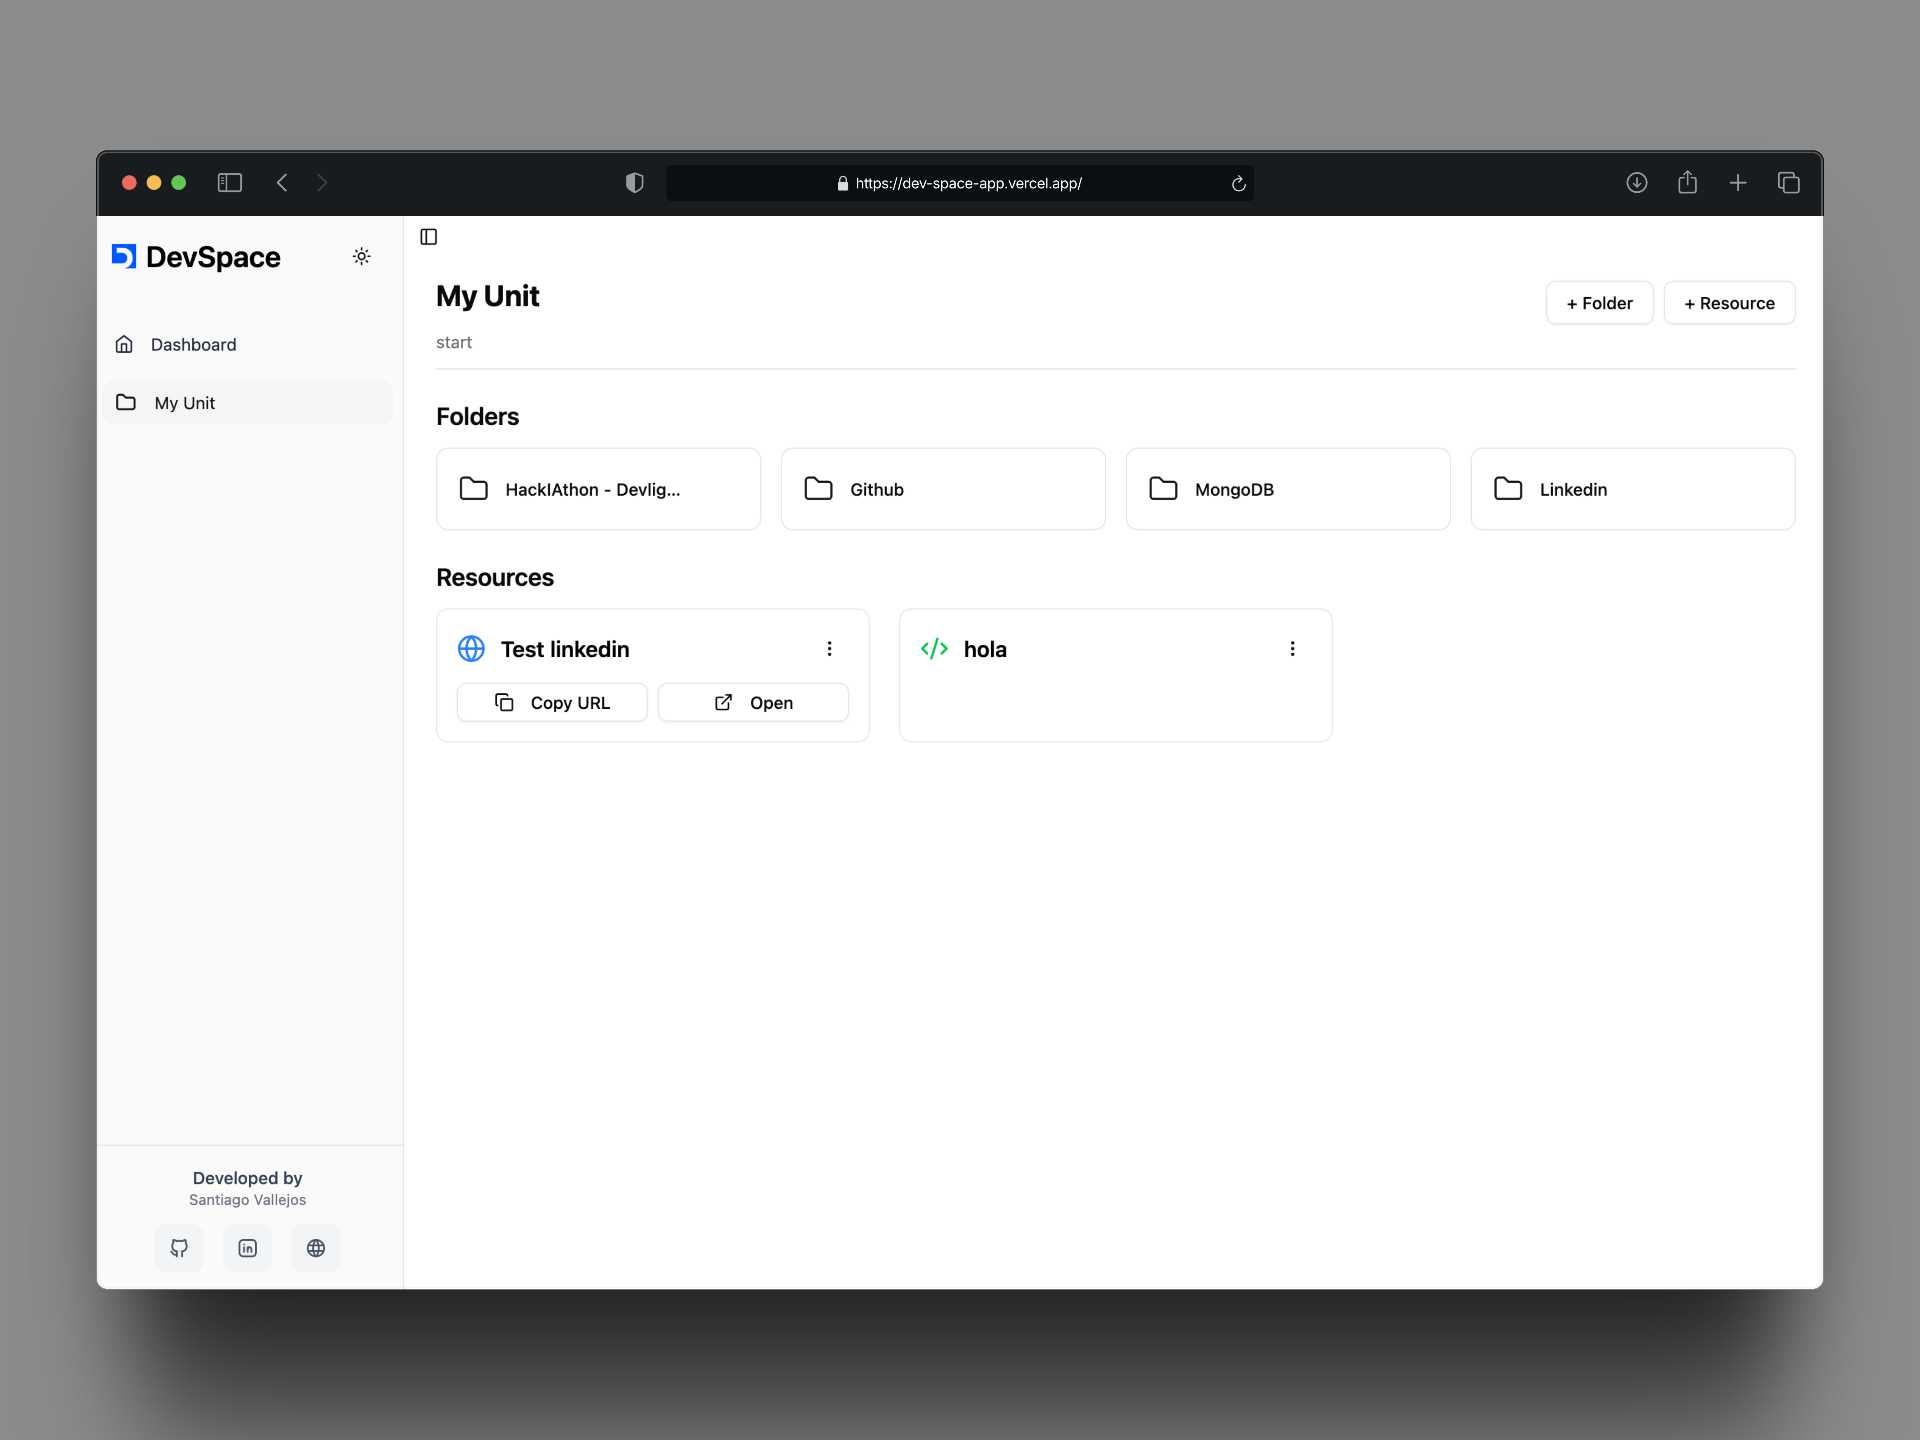 https://dev-space-app.vercel.app/
DevSpace
Dashboard
My Unit
My Unit
start
+ Folder
+ Resource
Folders
HackIAthon - Devlig...
Github
MongoDB
Linkedin
Resources
Test linkedin
Copy URL
Open
hola
Developed by
Santiago Vallejos